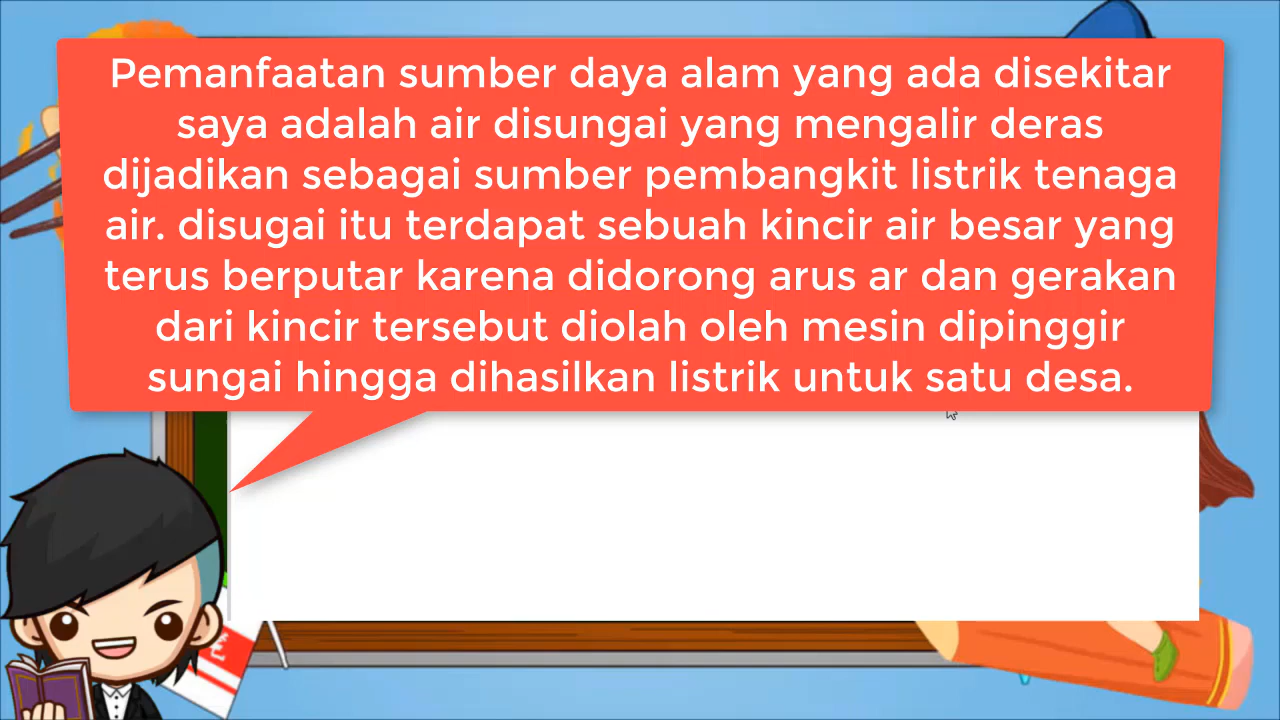 Pemanfaatan sumber daya alam yang ada disekitar
saya adalah air disungai yang mengalir deras
dijadikan sebagai sumber pembangkit listrik tenaga
air. disugai itu terdapat sebuah kincir air besar yang
terus berputar karena didorong arus ar dan gerakan
dari kincir tersebut diolah oleh mesin dipinggir
sungai hingga dihasilkan listrik untuk satu desa.